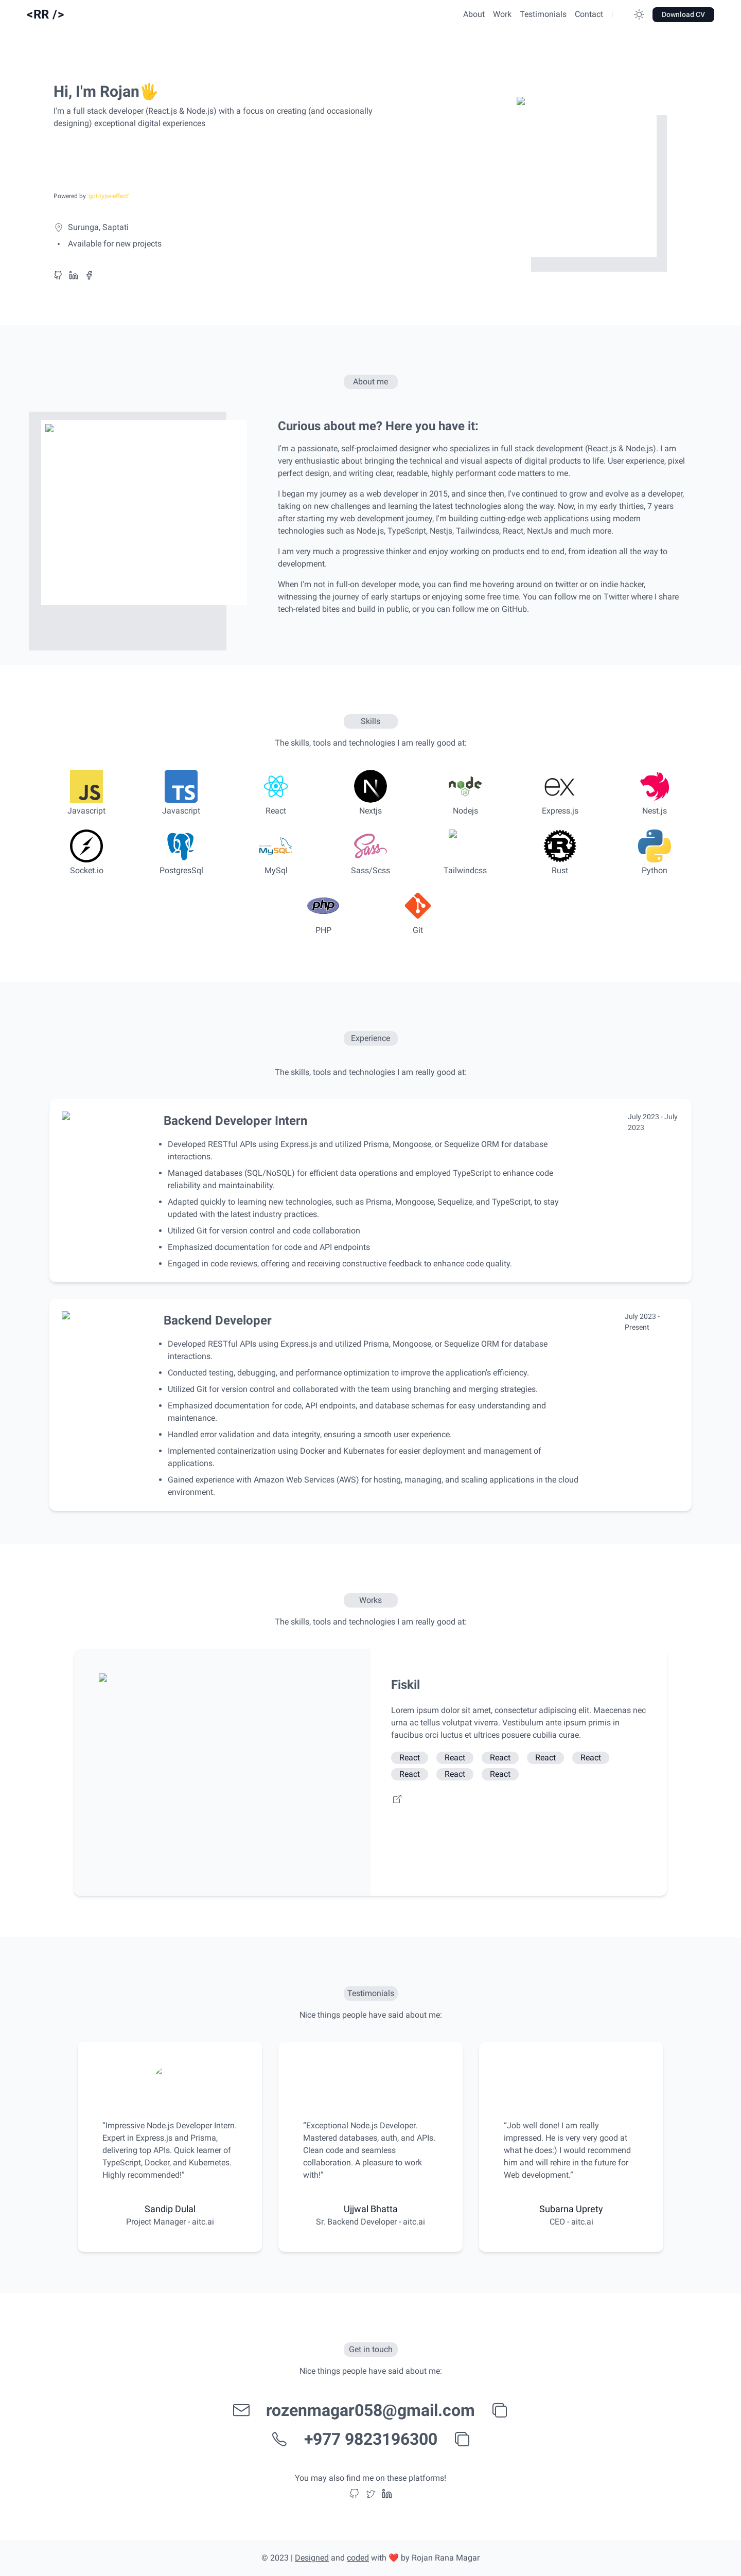 <RR />
About Work Testimonials Contact Download CV
Hi, I'm Rojan🖐
I'm a full stack developer (React.js & Node.js) with a focus on creating (and occasionally
designing) exceptional digital experiences
Powered by 'gpt-type-effect'
Surunga, Saptati
Available for new projects
About me
Curious about me? Here you have it:
I'm a passionate, self-proclaimed designer who specializes in full stack development (React.js & Node.js). I am
very enthusiastic about bringing the technical and visual aspects of digital products to life. User experience, pixel
perfect design, and writing clear, readable, highly performant code matters to me.
I began my journey as a web developer in 2015, and since then, I've continued to grow and evolve as a developer,
taking on new challenges and learning the latest technologies along the way. Now, in my early thirties, 7 years
after starting my web development journey, I'm building cutting-edge web applications using modern
technologies such as Node.js, TypeScript, Nestjs, Tailwindcss, React, NextJs and much more.
I am very much a progressive thinker and enjoy working on products end to end, from ideation all the way to
development.
When I'm not in full-on developer mode, you can find me hovering around on twitter or on indie hacker,
witnessing the journey of early startups or enjoying some free time. You can follow me on Twitter where I share
tech-related bites and build in public, or you can follow me on GitHub.
Skills
The skills, tools and technologies I am really good at:
JS TS N node JS ex
Javascript Javascript React Nextjs Nodejs Express.js Nest.js
MySQL Sass R
Socket.io PostgresSql MySql Sass/Scss Tailwindcss Rust Python
php
PHP Git
Experience
The skills, tools and technologies I am really good at:
Backend Developer Intern
July 2023 - July
2023
Developed RESTful APIs using Express.js and utilized Prisma, Mongoose, or Sequelize ORM for database
interactions.
Managed databases (SQL/NoSQL) for efficient data operations and employed TypeScript to enhance code
reliability and maintainability.
Adapted quickly to learning new technologies, such as Prisma, Mongoose, Sequelize, and TypeScript, to stay
updated with the latest industry practices.
Utilized Git for version control and code collaboration
Emphasized documentation for code and API endpoints
Engaged in code reviews, offering and receiving constructive feedback to enhance code quality.
Backend Developer
July 2023 -
Present
Developed RESTful APIs using Express.js and utilized Prisma, Mongoose, or Sequelize ORM for database
interactions.
Conducted testing, debugging, and performance optimization to improve the application's efficiency.
Utilized Git for version control and collaborated with the team using branching and merging strategies.
Emphasized documentation for code, API endpoints, and database schemas for easy understanding and
maintenance.
Handled error validation and data integrity, ensuring a smooth user experience.
Implemented containerization using Docker and Kubernates for easier deployment and management of
applications.
Gained experience with Amazon Web Services (AWS) for hosting, managing, and scaling applications in the cloud
environment.
Works
The skills, tools and technologies I am really good at:
Fiskil
Lorem ipsum dolor sit amet, consectetur adipiscing elit. Maecenas nec
urna ac tellus volutpat viverra. Vestibulum ante ipsum primis in
faucibus orci luctus et ultrices posuere cubilia curae.
React React React React React
React React React
Testimonials
Nice things people have said about me:
“Impressive Node.js Developer Intern.
Expert in Express.js and Prisma,
delivering top APIs. Quick learner of
TypeScript, Docker, and Kubernetes.
Highly recommended!”
Sandip Dulal
Project Manager - aitc.ai
“Exceptional Node.js Developer.
Mastered databases, auth, and APIs.
Clean code and seamless
collaboration. A pleasure to work
with!”
Ujjwal Bhatta
Sr. Backend Developer - aitc.ai
“Job well done! I am really
impressed. He is very very good at
what he does:) I would recommend
him and will rehire in the future for
Web development.”
Subarna Uprety
CEO - aitc.ai
Get in touch
Nice things people have said about me:
rozenmagar058@gmail.com
+977 9823196300
You may also find me on these platforms!
© 2023 | Designed and coded with ❤️ by Rojan Rana Magar